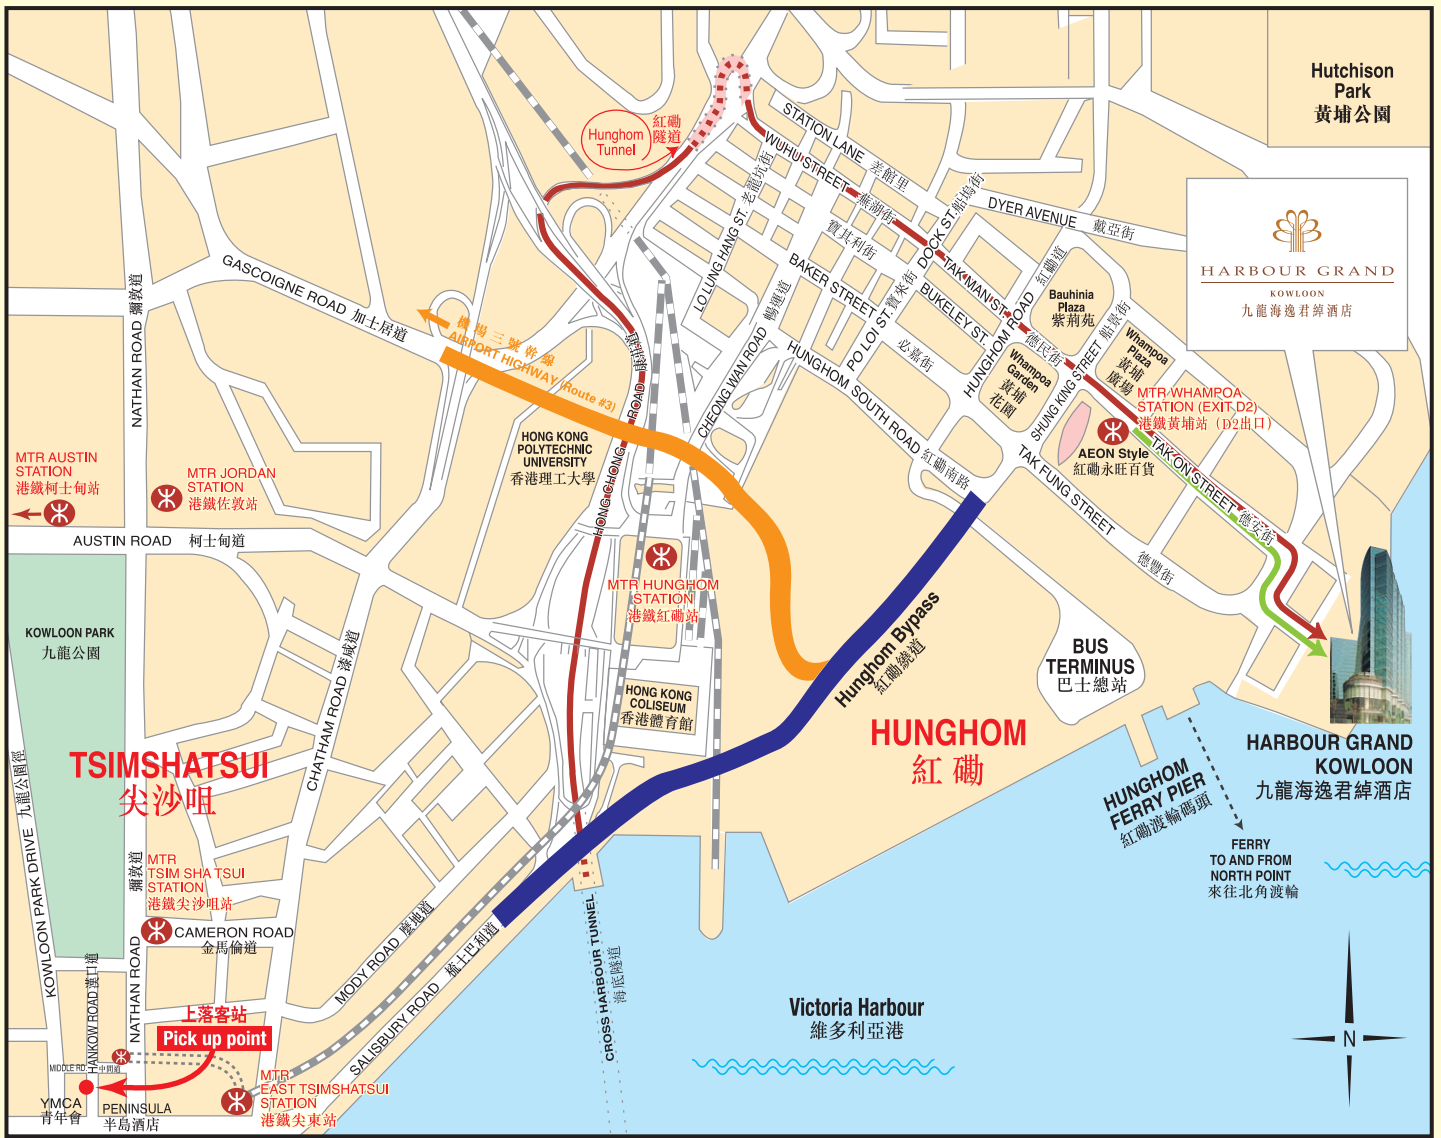 Hutchison
Park
黃埔公園
HARBOUR GRAND
KOWLOON
九龍海逸君綽酒店
Hunghom
Tunnel
紅磡
隧道
STATION LANE 差館里
WUHU STREET 蕪湖街
DYER AVENUE 戴亞街
LO LUNG HANG ST. 老龍坑街
寶其利街
BAKER STREET
DOCK ST. 船塢街
TAK MAN ST.
德民街
BUKELEY ST.
PO LOI ST. 寶來街
必嘉街
HUNGHOM ROAD 紅磡道
Bauhinia
Plaza
紫荊苑
Whampoa
Garden
黃埔
花園
Whampoa
Plaza
黃埔
廣場
SHUNG KING STREET 船景街
MTR WHAMPOA
STATION (EXIT D2)
港鐵黃埔站（D2出口）
AEON Style
紅磡永旺百貨
TAK ON STREET 德安街
TAK FUNG STREET
德豐街
HUNGHOM SOUTH ROAD 紅磡南路
CHEONG WAN ROAD 暢運道
GASCOIGNE ROAD 加士居道
機場三號幹線
AIRPORT HIGHWAY (Route #3)
NATHAN ROAD 彌敦道
HONG KONG
POLYTECHNIC
UNIVERSITY
香港理工大學
HONG CHONG ROAD 康莊道
MTR AUSTIN
STATION
港鐵柯士甸站
MTR JORDAN
STATION
港鐵佐敦站
AUSTIN ROAD 柯士甸道
MTR HUNGHOM
STATION
港鐵紅磡站
KOWLOON PARK
九龍公園
CHATHAM ROAD 漆咸道
HONG KONG
COLISEUM
香港體育館
Hunghom Bypass
紅磡繞道
BUS
TERMINUS
巴士總站
HUNGHOM
紅磡
TSIMSHATSUI
尖沙咀
HARBOUR GRAND
KOWLOON
九龍海逸君綽酒店
HUNGHOM
FERRY PIER
紅磡渡輪碼頭
FERRY
TO AND FROM
NORTH POINT
來往北角渡輪
KOWLOON PARK DRIVE 九龍公園徑
彌敦道
NATHAN ROAD
MTR
TSIM SHA TSUI
STATION
港鐵尖沙咀站
CAMERON ROAD
金馬倫道
MODY ROAD 麼地道
SALISBURY ROAD 梳士巴利道
CROSS HARBOUR TUNNEL
海底隧道
Victoria Harbour
維多利亞港
N
HANKOW ROAD 漢口道
上落客站
Pick up point
MIDDLE RD. 中間道
MTR
EAST TSIMSHATSUI
STATION
港鐵尖東站
YMCA
青年會
PENINSULA
半島酒店